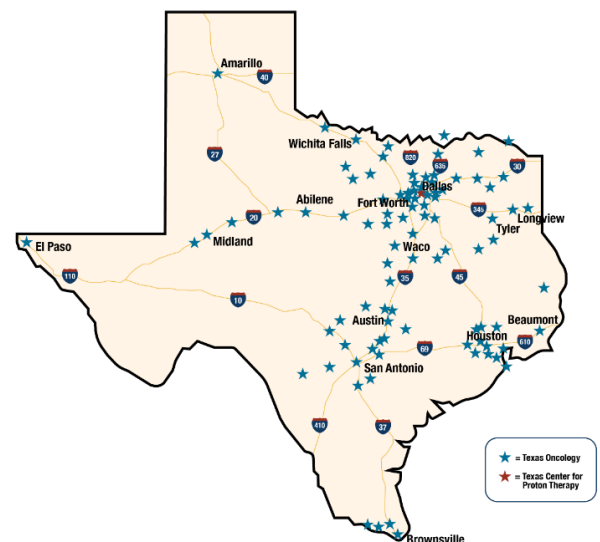 Amarillo
40
27
Wichita Falls
820
635
30
Dallas
Abilene
Fort Worth
20
345
Longview
Tyler
Midland
El Paso
Waco
110
35
45
10
Austin
Beaumont
Houston
69
610
San Antonio
410
37
= Texas Oncology
= Texas Center for
Proton Therapy
Brownsville